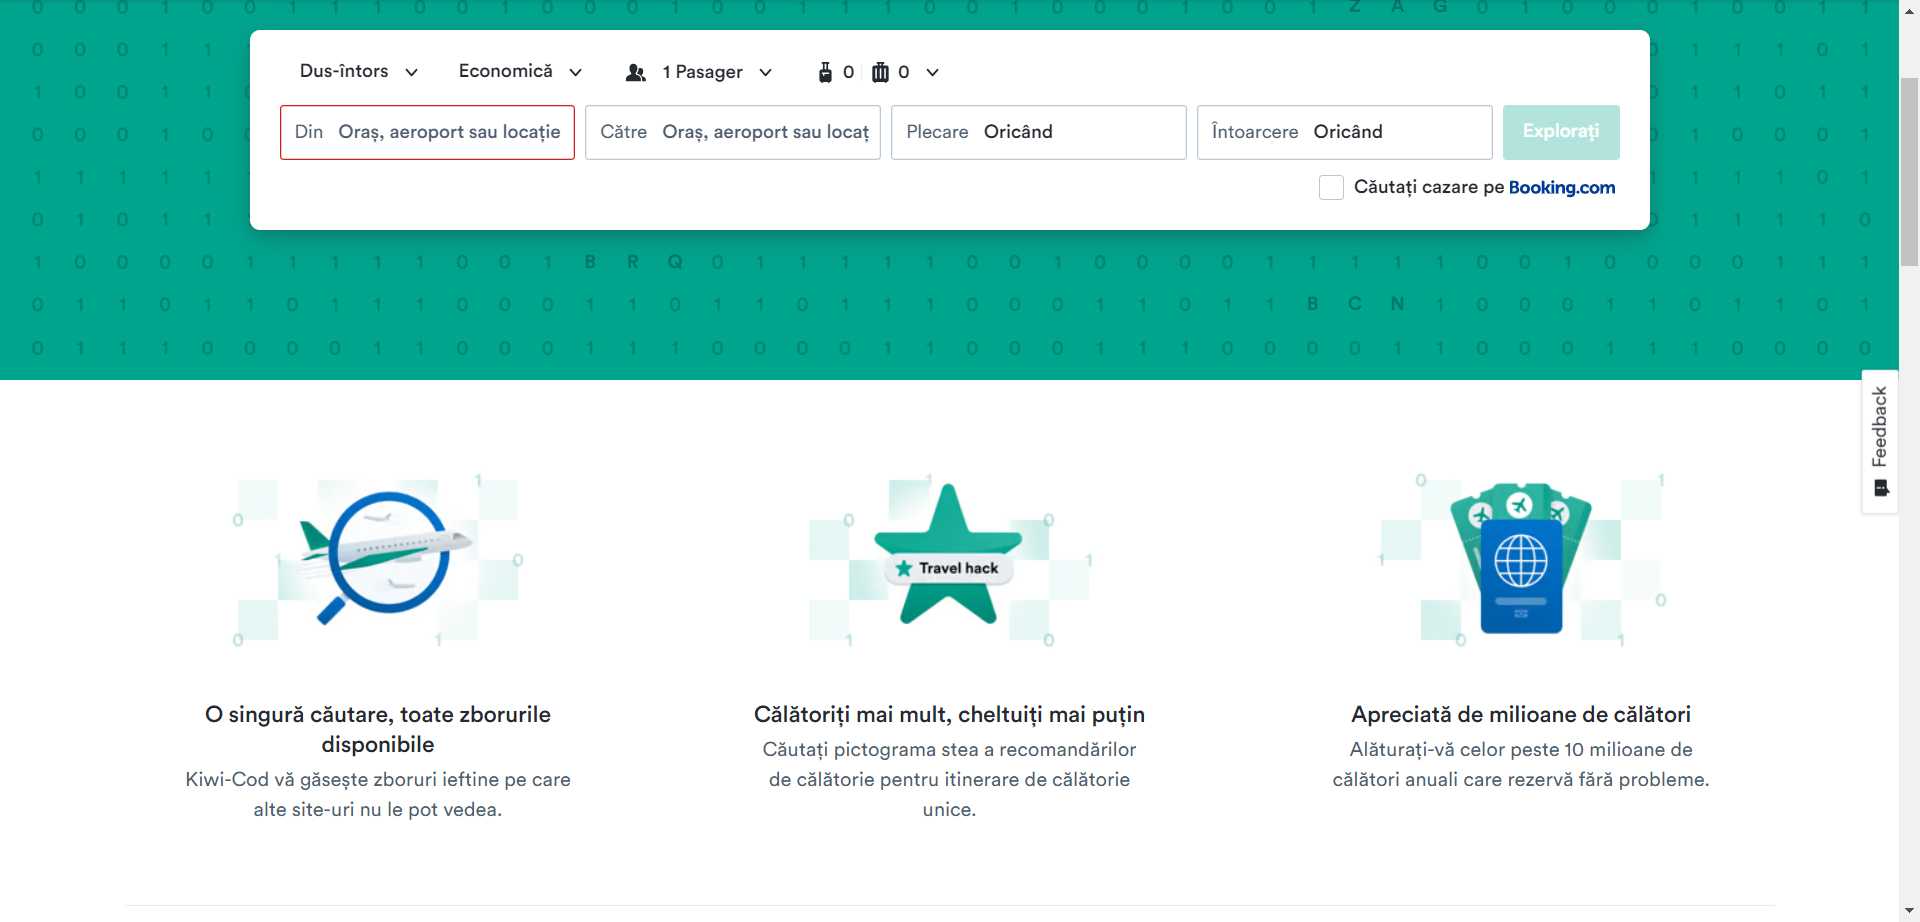 Dus-întors Economică 1 Pasager 0 0
Din Oraș, aeroport sau locație Către Oraș, aeroport sau locaț Plecare Oricând Întoarcere Oricând Explorați
Căutați cazare pe Booking.com
Z A G
B R Q
B C N
Feedback
Travel hack
O singură căutare, toate zborurile
disponibile
Kiwi-Cod vă găsește zboruri ieftine pe care
alte site-uri nu le pot vedea.
Călătoriți mai mult, cheltuiți mai puțin
Căutați pictograma stea a recomandărilor
de călătorie pentru itinerare de călătorie
unice.
Apreciată de milioane de călători
Alăturați-vă celor peste 10 milioane de
călători anuali care rezervă fără probleme.